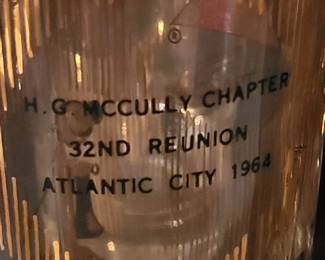 ®
H. G. MCCULLY CHAPTER
32ND REUNION
ATLANTIC CITY 1964